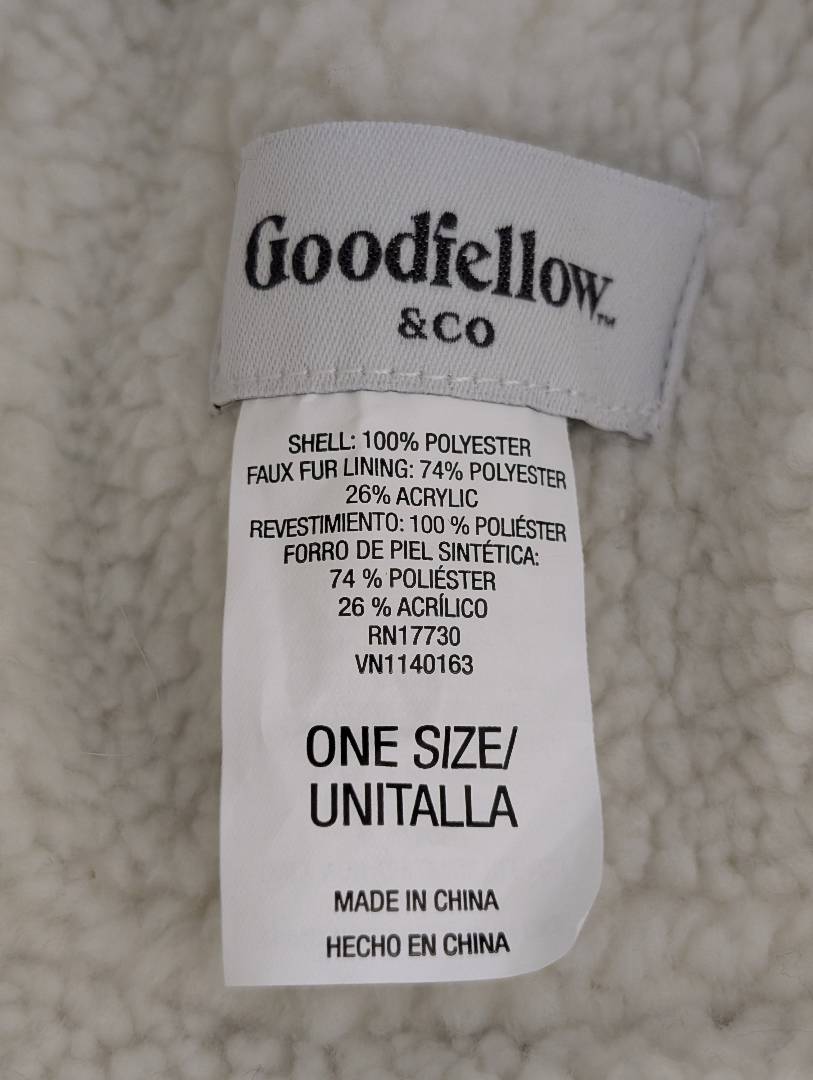 Goodfellow™
&Co
SHELL: 100% POLYESTER
FAUX FUR LINING: 74% POLYESTER
26% ACRYLIC
REVESTIMIENTO: 100 % POLIÉSTER
FORRO DE PIEL SINTÉTICA:
74 % POLIÉSTER
26 % ACRÍLICO
RN17730
VN1140163
ONE SIZE/
UNITALLA
MADE IN CHINA
HECHO EN CHINA